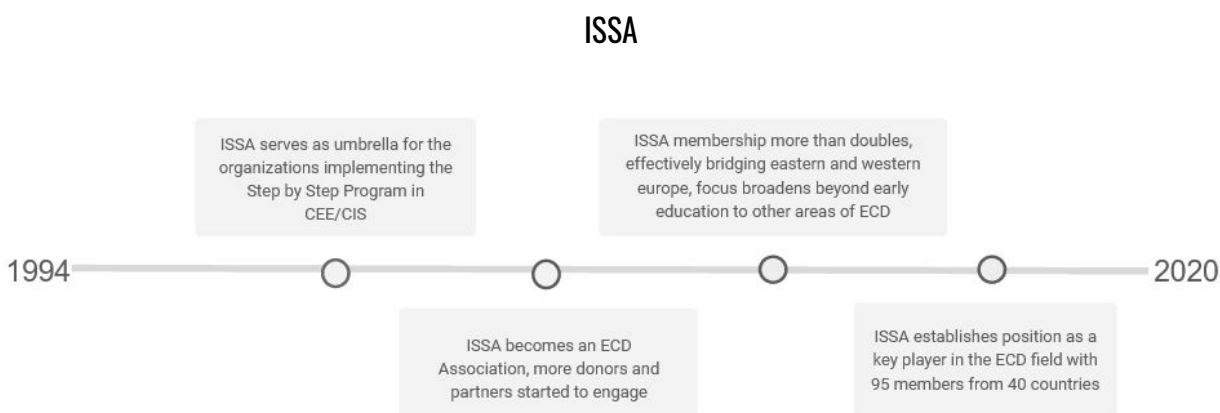 ISSA
ISSA serves as umbrella for the
organizations implementing the
Step by Step Program in
CEE/CIS
ISSA membership more than doubles,
effectively bridging eastern and western
europe, focus broadens beyond early
education to other areas of ECD
1994
2020
ISSA becomes an ECD
Association, more donors and
partners started to engage
ISSA establishes position as a
key player in the ECD field with
95 members from 40 countries